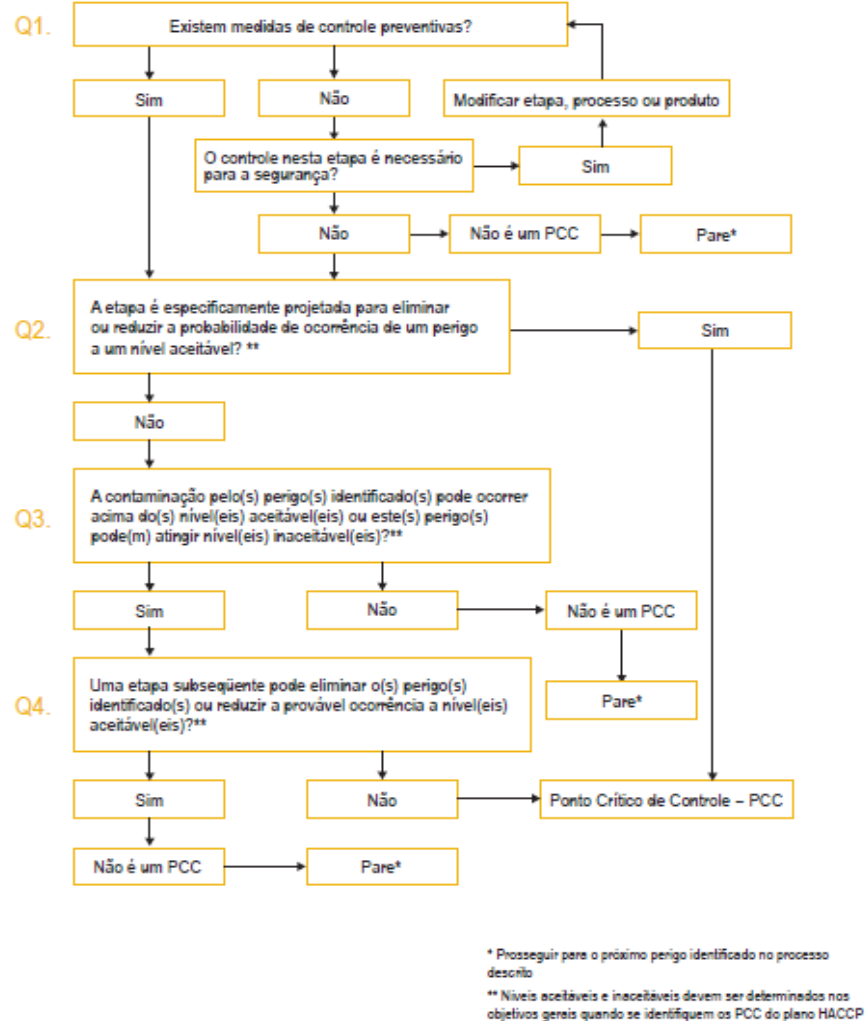 Q1.
Existem medidas de controle preventivas?
Sim
Não
Modificar etapa, processo ou produto
O controle nesta etapa é necessário
para a segurança?
Sim
Não
Não é um PCC
Pare*
Q2.
A etapa é especificamente projetada para eliminar
ou reduzir a probabilidade de ocorrência de um perigo
a um nível aceitável? **
Sim
Não
Q3.
A contaminação pelo(s) perigo(s) identificado(s) pode ocorrer
acima do(s) nível(eis) aceitável(eis) ou este(s) perigo(s)
pode(m) atingir nível(eis) inaceitável(eis)?**
Sim
Não
Não é um PCC
Pare*
Q4.
Uma etapa subseqüente pode eliminar o(s) perigo(s)
identificado(s) ou reduzir a provável ocorrência a nível(eis)
aceitável(eis)?**
Sim
Não
Ponto Crítico de Controle – PCC
Não é um PCC
Pare*
* Prosseguir para o próximo perigo identificado no processo
descrito
** Níveis aceitáveis e inaceitáveis devem ser determinados nos
objetivos gerais quando se identifiquem os PCC do plano HACCP